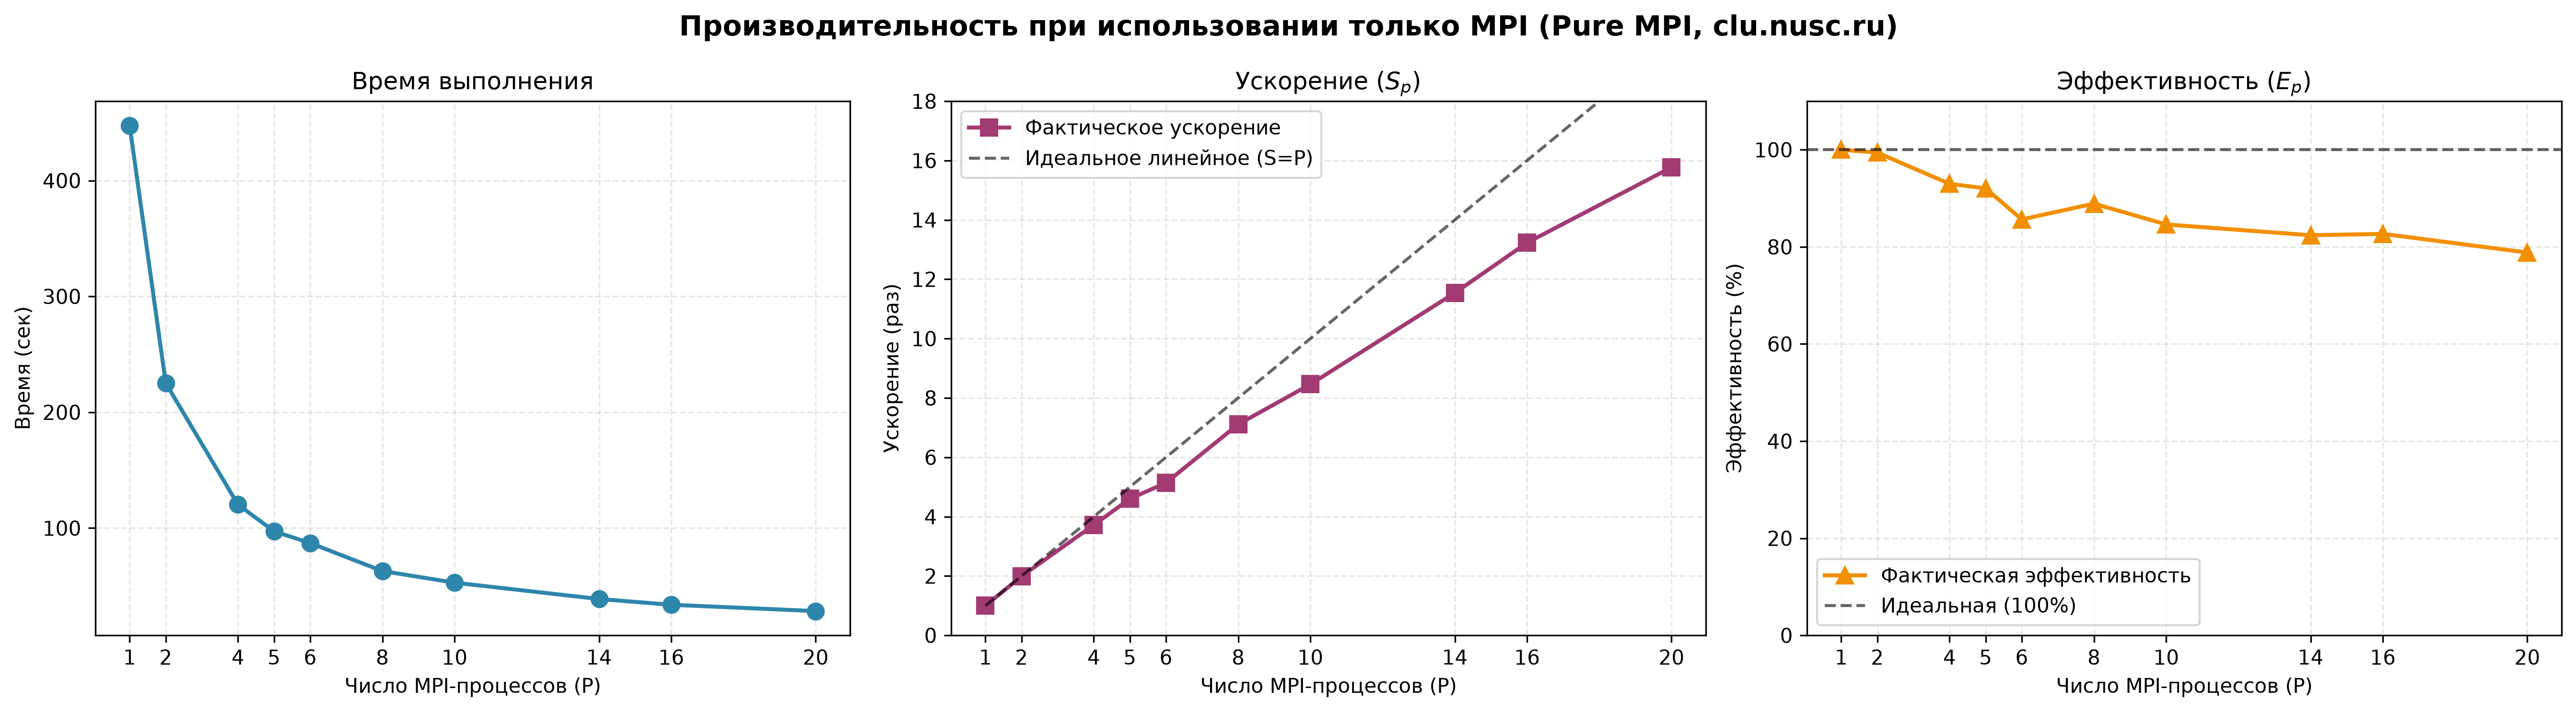 Производительность при использовании только MPI (Pure MPI, clu.nusc.ru)
Время выполнения
Время (сек)
400
300
200
100
1 2 4 5 6 8 10 14 16 20
Число MPI-процессов (P)
Ускорение (Sₚ)
Фактическое ускорение
Идеальное линейное (S=P)
Ускорение (раз)
18
16
14
12
10
8
6
4
2
0
1 2 4 5 6 8 10 14 16 20
Число MPI-процессов (P)
Эффективность (Eₚ)
Эффективность (%)
100
80
60
40
20
0
Фактическая эффективность
Идеальная (100%)
1 2 4 5 6 8 10 14 16 20
Число MPI-процессов (P)